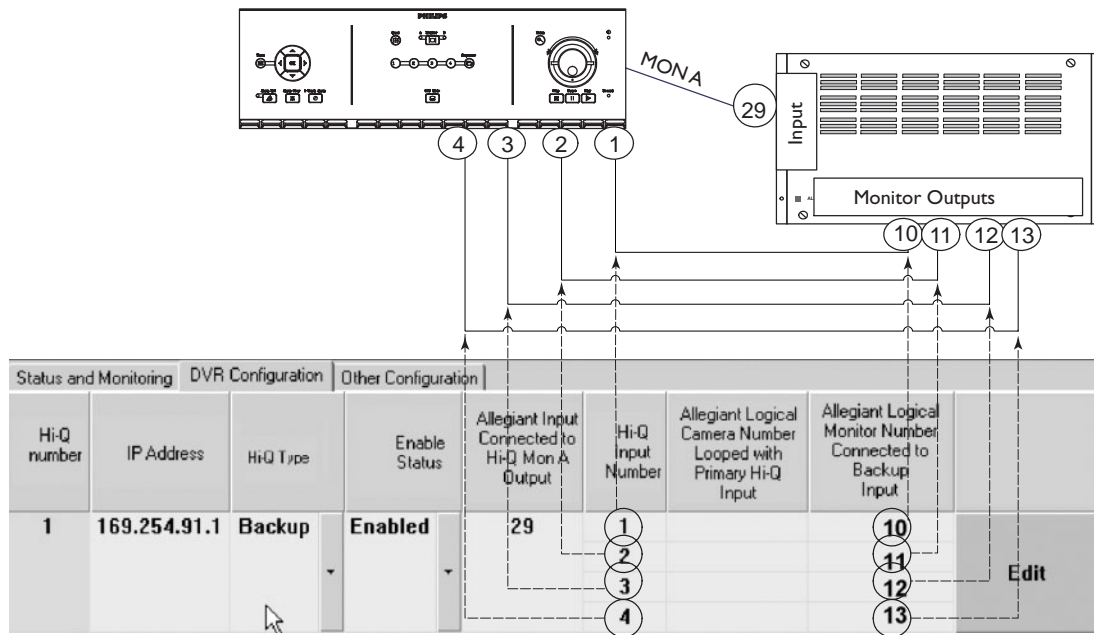 PHILIPS
MON A
29
Input
Monitor Outputs
4
3
2
1
10
11
12
13
Status and Monitoring
DVR Configuration
Other Configuration
Hi-Q
number
IP Address
Hi-Q Type
Enable
Status
Allegiant Input
Connected to
Hi-Q Mon A
Output
Hi-Q
Input
Number
Allegiant Logical
Camera Number
Looped with
Primary Hi-Q
Input
Allegiant Logical
Monitor Number
Connected to
Backup
Input
1
169.254.91.1
Backup
Enabled
29
1
2
3
4
10
11
12
13
Edit